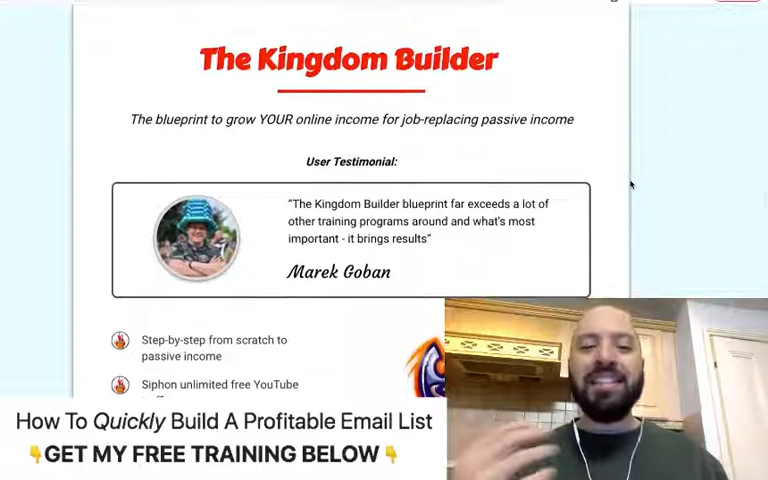 The Kingdom Builder
The blueprint to grow YOUR online income for job-replacing passive income
User Testimonial:
“The Kingdom Builder blueprint far exceeds a lot of
other training programs around and what's most
important - it brings results”
Marek Goban
Step-by-step from scratch to
passive income
Siphon unlimited free YouTube
How To Quickly Build A Profitable Email List
👇GET MY FREE TRAINING BELOW👇